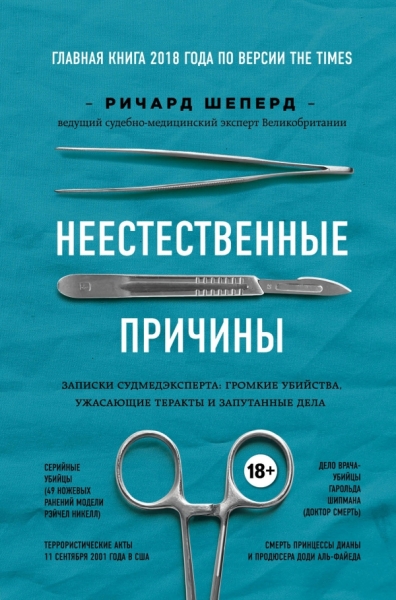 ГЛАВНАЯ КНИГА 2018 ГОДА ПО ВЕРСИИ THE TIMES
– РИЧАРД ШЕПЕРД –
ведущий судебно-медицинский эксперт Великобритании
НЕЕСТЕСТВЕННЫЕ
ПРИЧИНЫ
ЗАПИСКИ СУДМЕДЭКСПЕРТА: ГРОМКИЕ УБИЙСТВА,
УЖАСАЮЩИЕ ТЕРАКТЫ И ЗАПУТАННЫЕ ДЕЛА
18+
СЕРИЙНЫЕ
УБИЙЦЫ
(49 НОЖЕВЫХ
РАНЕНИЙ МОДЕЛИ
РЭЙЧЕЛ НИКЕЛЛ)
ДЕЛО ВРАЧА-
УБИЙЦЫ
ГАРОЛЬДА
ШИПМАНА
(ДОКТОР СМЕРТЬ)
ТЕРРОРИСТИЧЕСКИЕ АКТЫ
11 СЕНТЯБРЯ 2001 ГОДА В США
СМЕРТЬ ПРИНЦЕССЫ ДИАНЫ
И ПРОДЮСЕРА ДОДИ АЛЬ-ФАЙЕДА